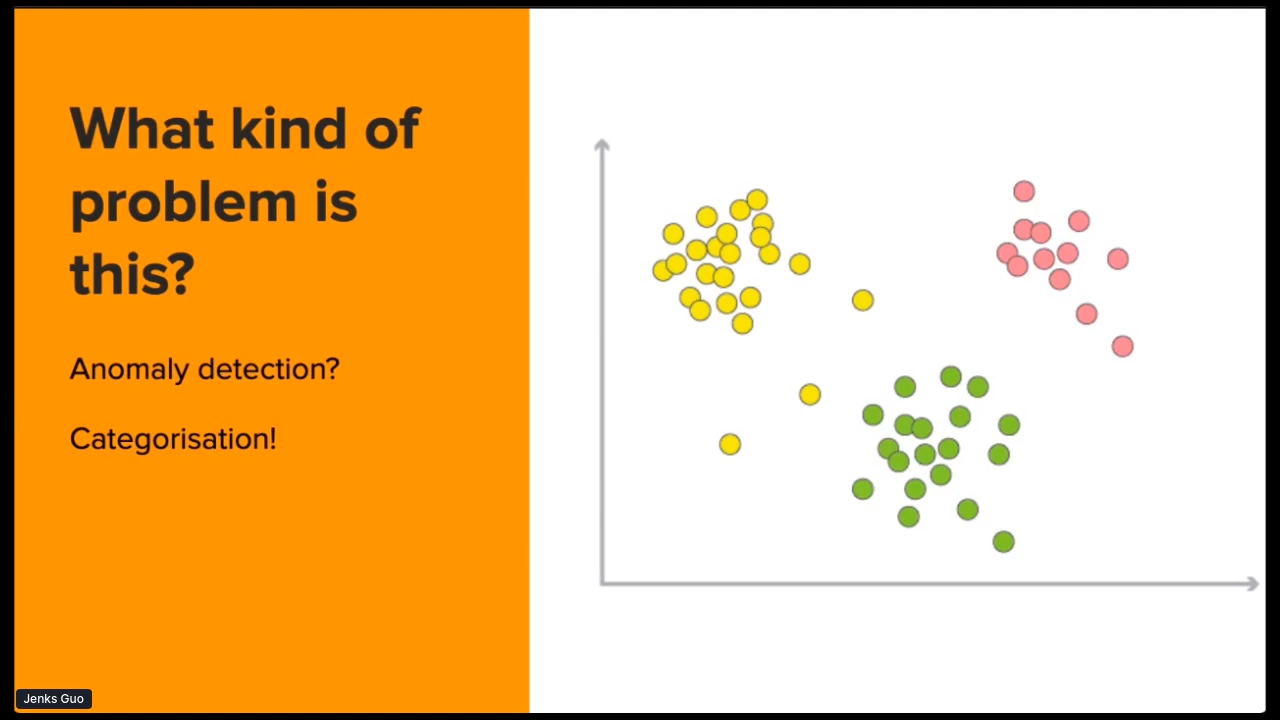 What kind of
problem is
this?
Anomaly detection?
Categorisation!
Jenks Guo